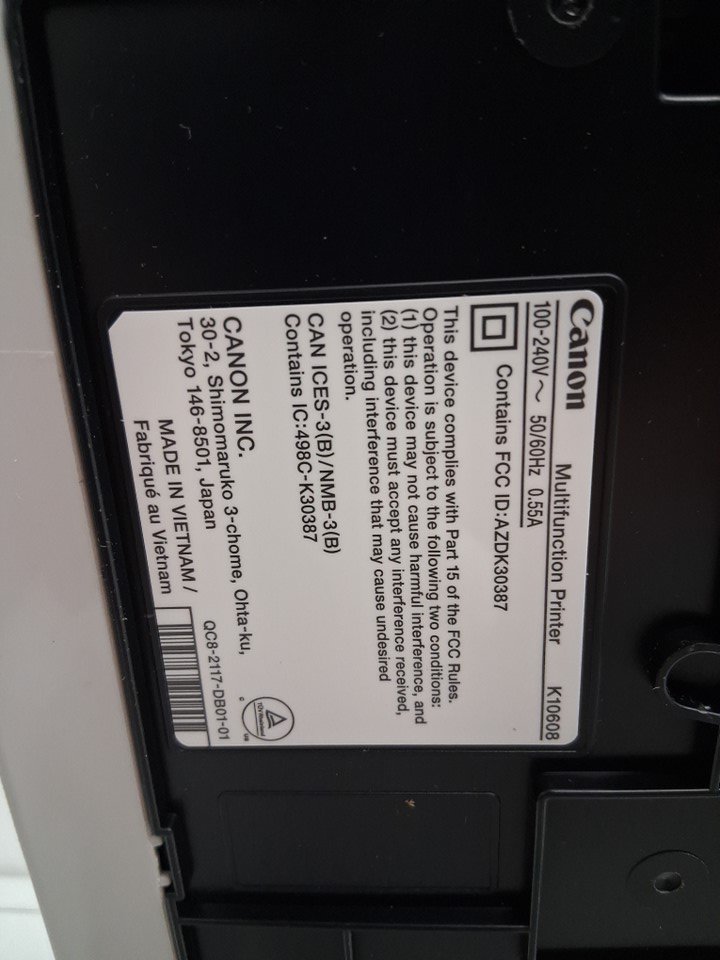 Canon Multifunction Printer K10608
100-240V～ 50/60Hz 0.55A
Contains FCC ID:AZDK30387
This device complies with Part 15 of the FCC Rules.
Operation is subject to the following two conditions:
(1) this device may not cause harmful interference, and
(2) this device must accept any interference received,
including interference that may cause undesired
operation.
CAN ICES-3(B)/NMB-3(B)
Contains IC:498C-K30387
CANON INC.
30-2, Shimomaruko 3-chome, Ohta-ku,
Tokyo 146-8501, Japan
MADE IN VIETNAM /
Fabriqué au Vietnam
TÜVRheinland
c us
QC8-2117-DB01-01